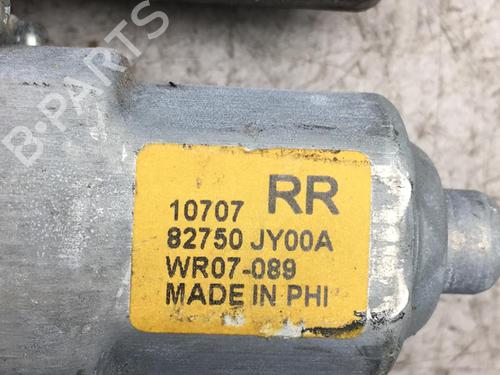 B-PARTS
10707 RR
82750 JY00A
WR07-089
MADE IN PHI